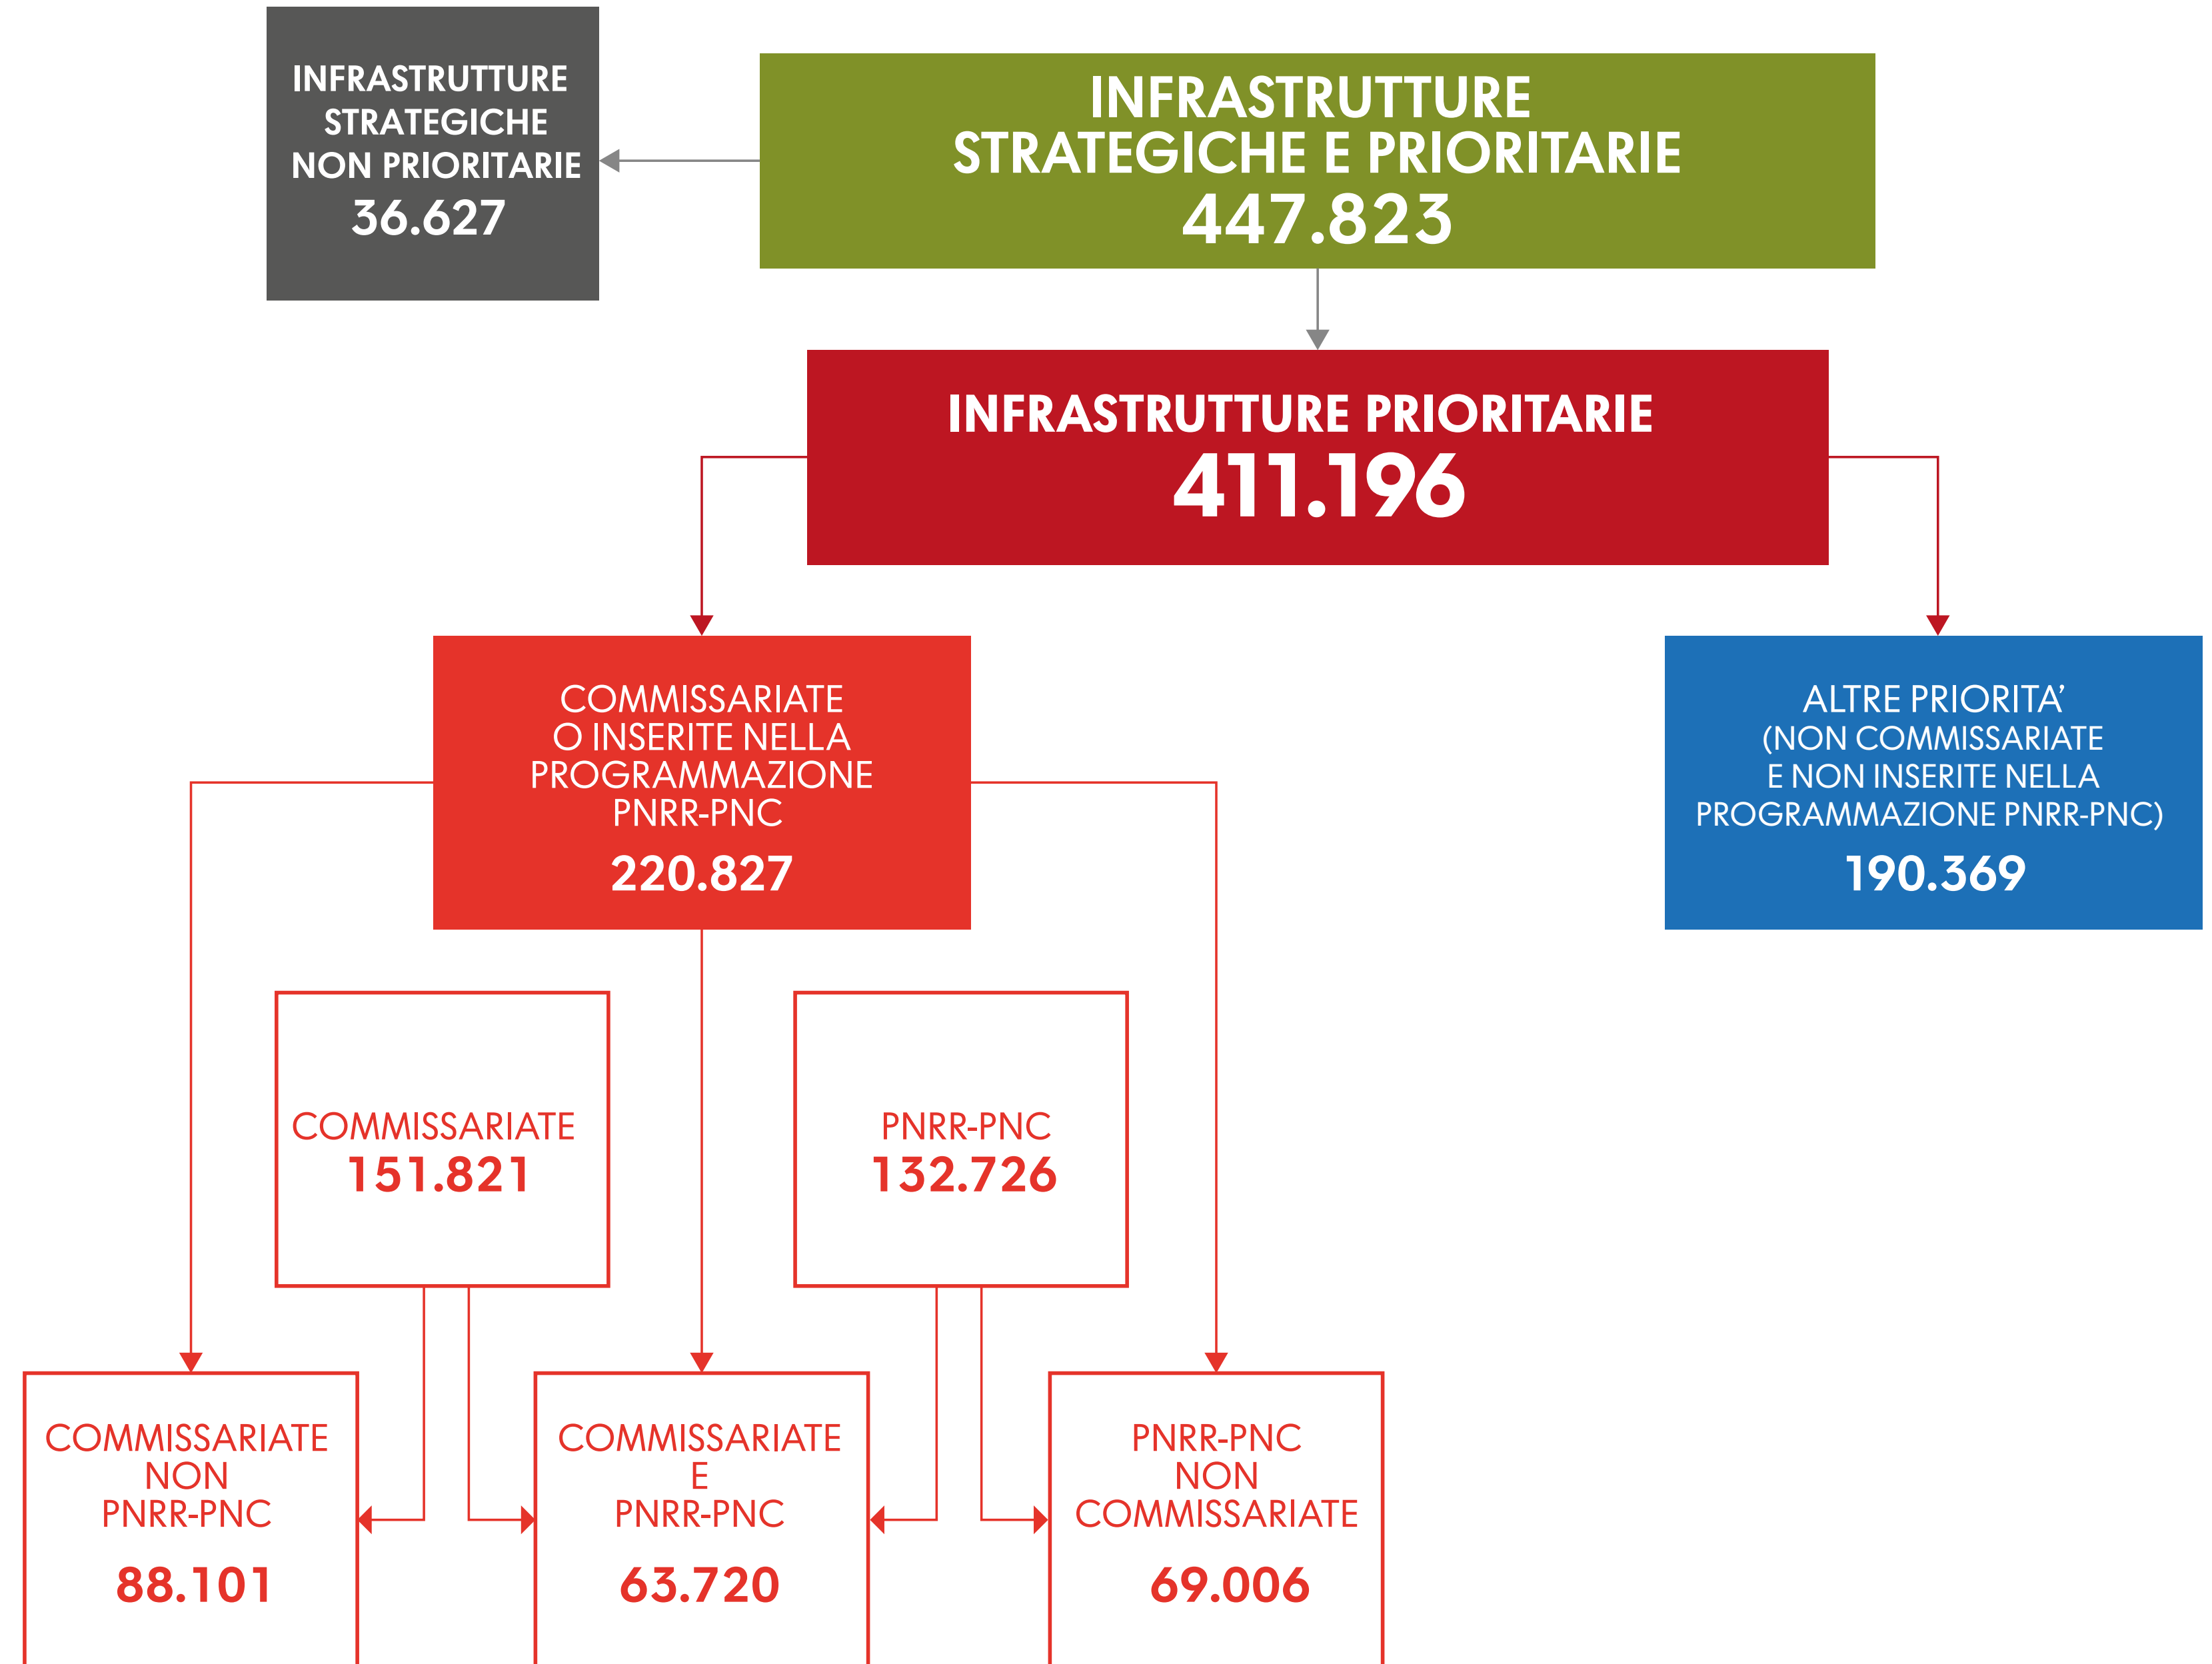 INFRASTRUTTURE
STRATEGICHE
NON PRIORITARIE
36.627
INFRASTRUTTURE
STRATEGICHE E PRIORITARIE
447.823
INFRASTRUTTURE PRIORITARIE
411.196
COMMISSARIATE
O INSERITE NELLA
PROGRAMMAZIONE
PNRR-PNC
220.827
ALTRE PRIORITA’
(NON COMMISSARIATE
E NON INSERITE NELLA
PROGRAMMAZIONE PNRR-PNC)
190.369
COMMISSARIATE
151.821
PNRR-PNC
132.726
COMMISSARIATE
NON
PNRR-PNC
88.101
COMMISSARIATE
E
PNRR-PNC
63.720
PNRR-PNC
NON
COMMISSARIATE
69.006